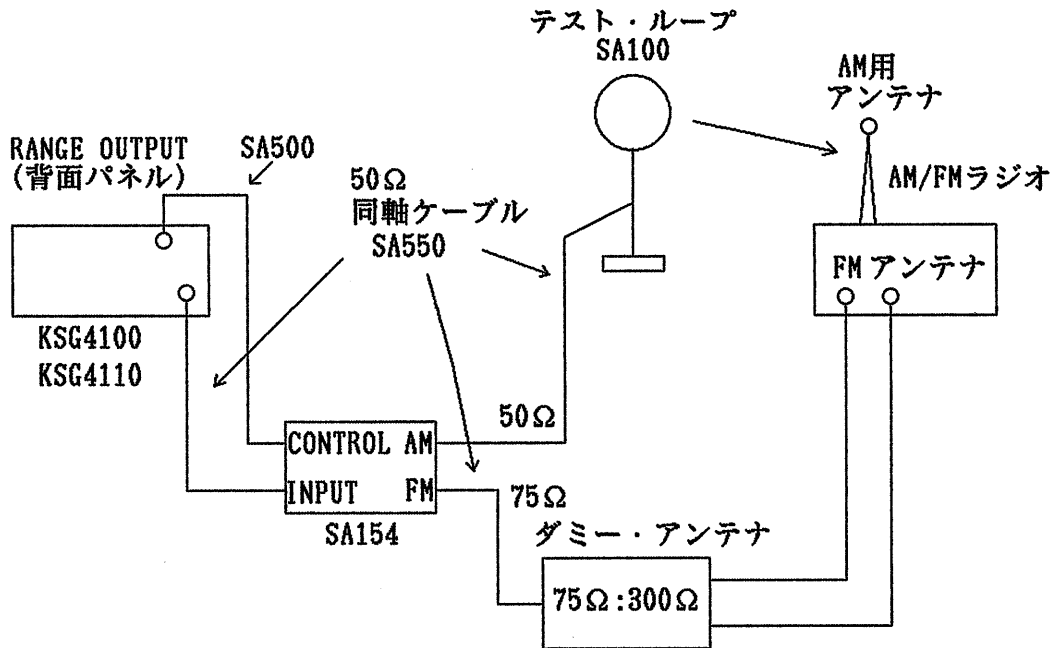 テスト・ループ
SA100
AM用
アンテナ
RANGE OUTPUT
(背面パネル)
SA500
50Ω
同軸ケーブル
SA550
AM/FMラジオ
FM アンテナ
KSG4100
KSG4110
50Ω
CONTROL AM
INPUT FM
SA154
75Ω
ダミー・アンテナ
75Ω:300Ω